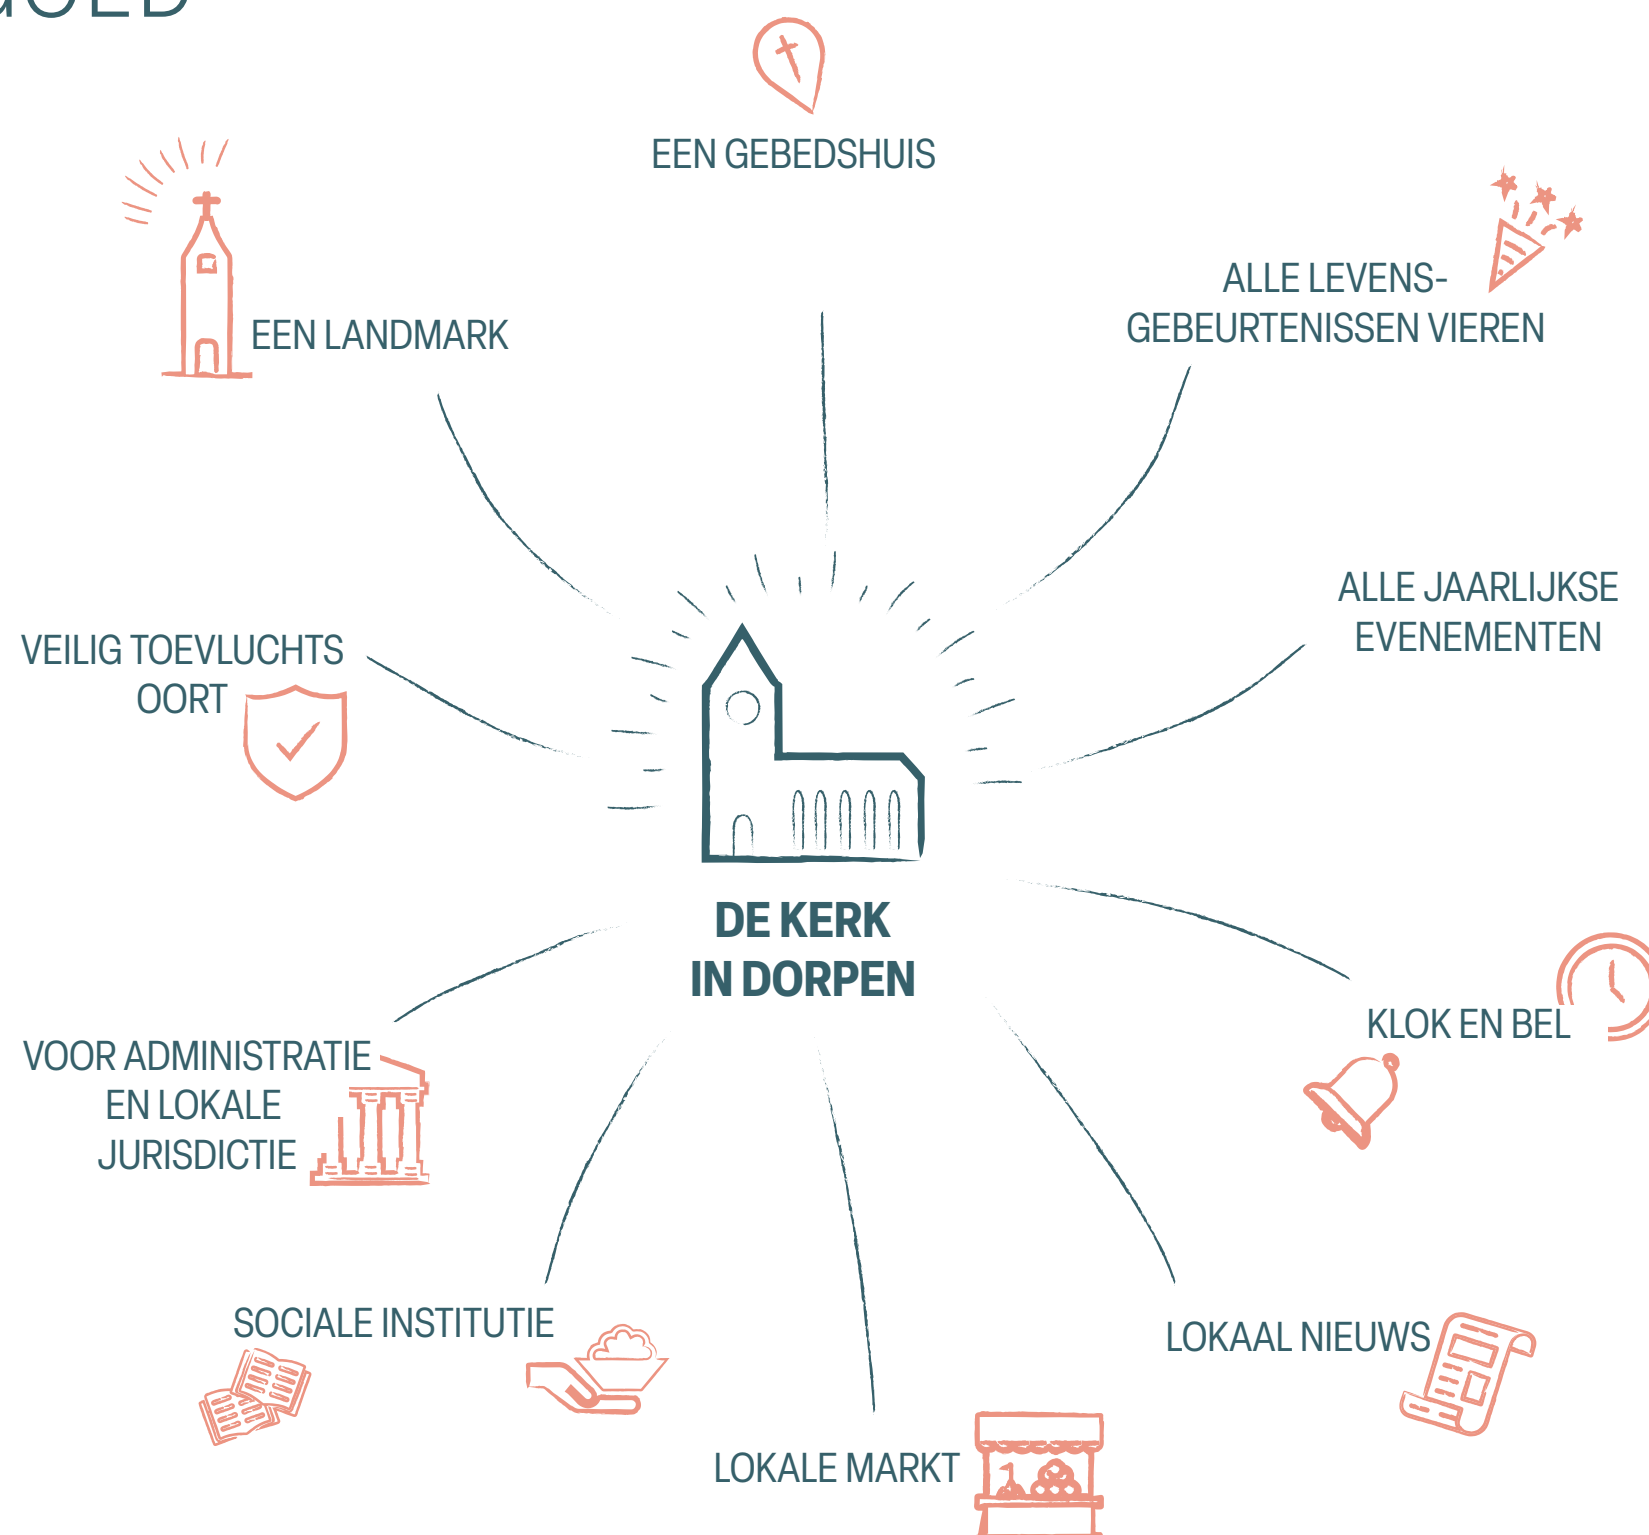 EEN GEBEDSHUIS
ALLE LEVENS-
GEBEURTENISSEN VIEREN
EEN LANDMARK
ALLE JAARLIJKSE
EVENEMENTEN
VEILIG TOEVLUCHTS
OORT
DE KERK
IN DORPEN
KLOK EN BEL
VOOR ADMINISTRATIE
EN LOKALE
JURISDICTIE
SOCIALE INSTITUTIE
LOKAAL NIEUWS
LOKALE MARKT